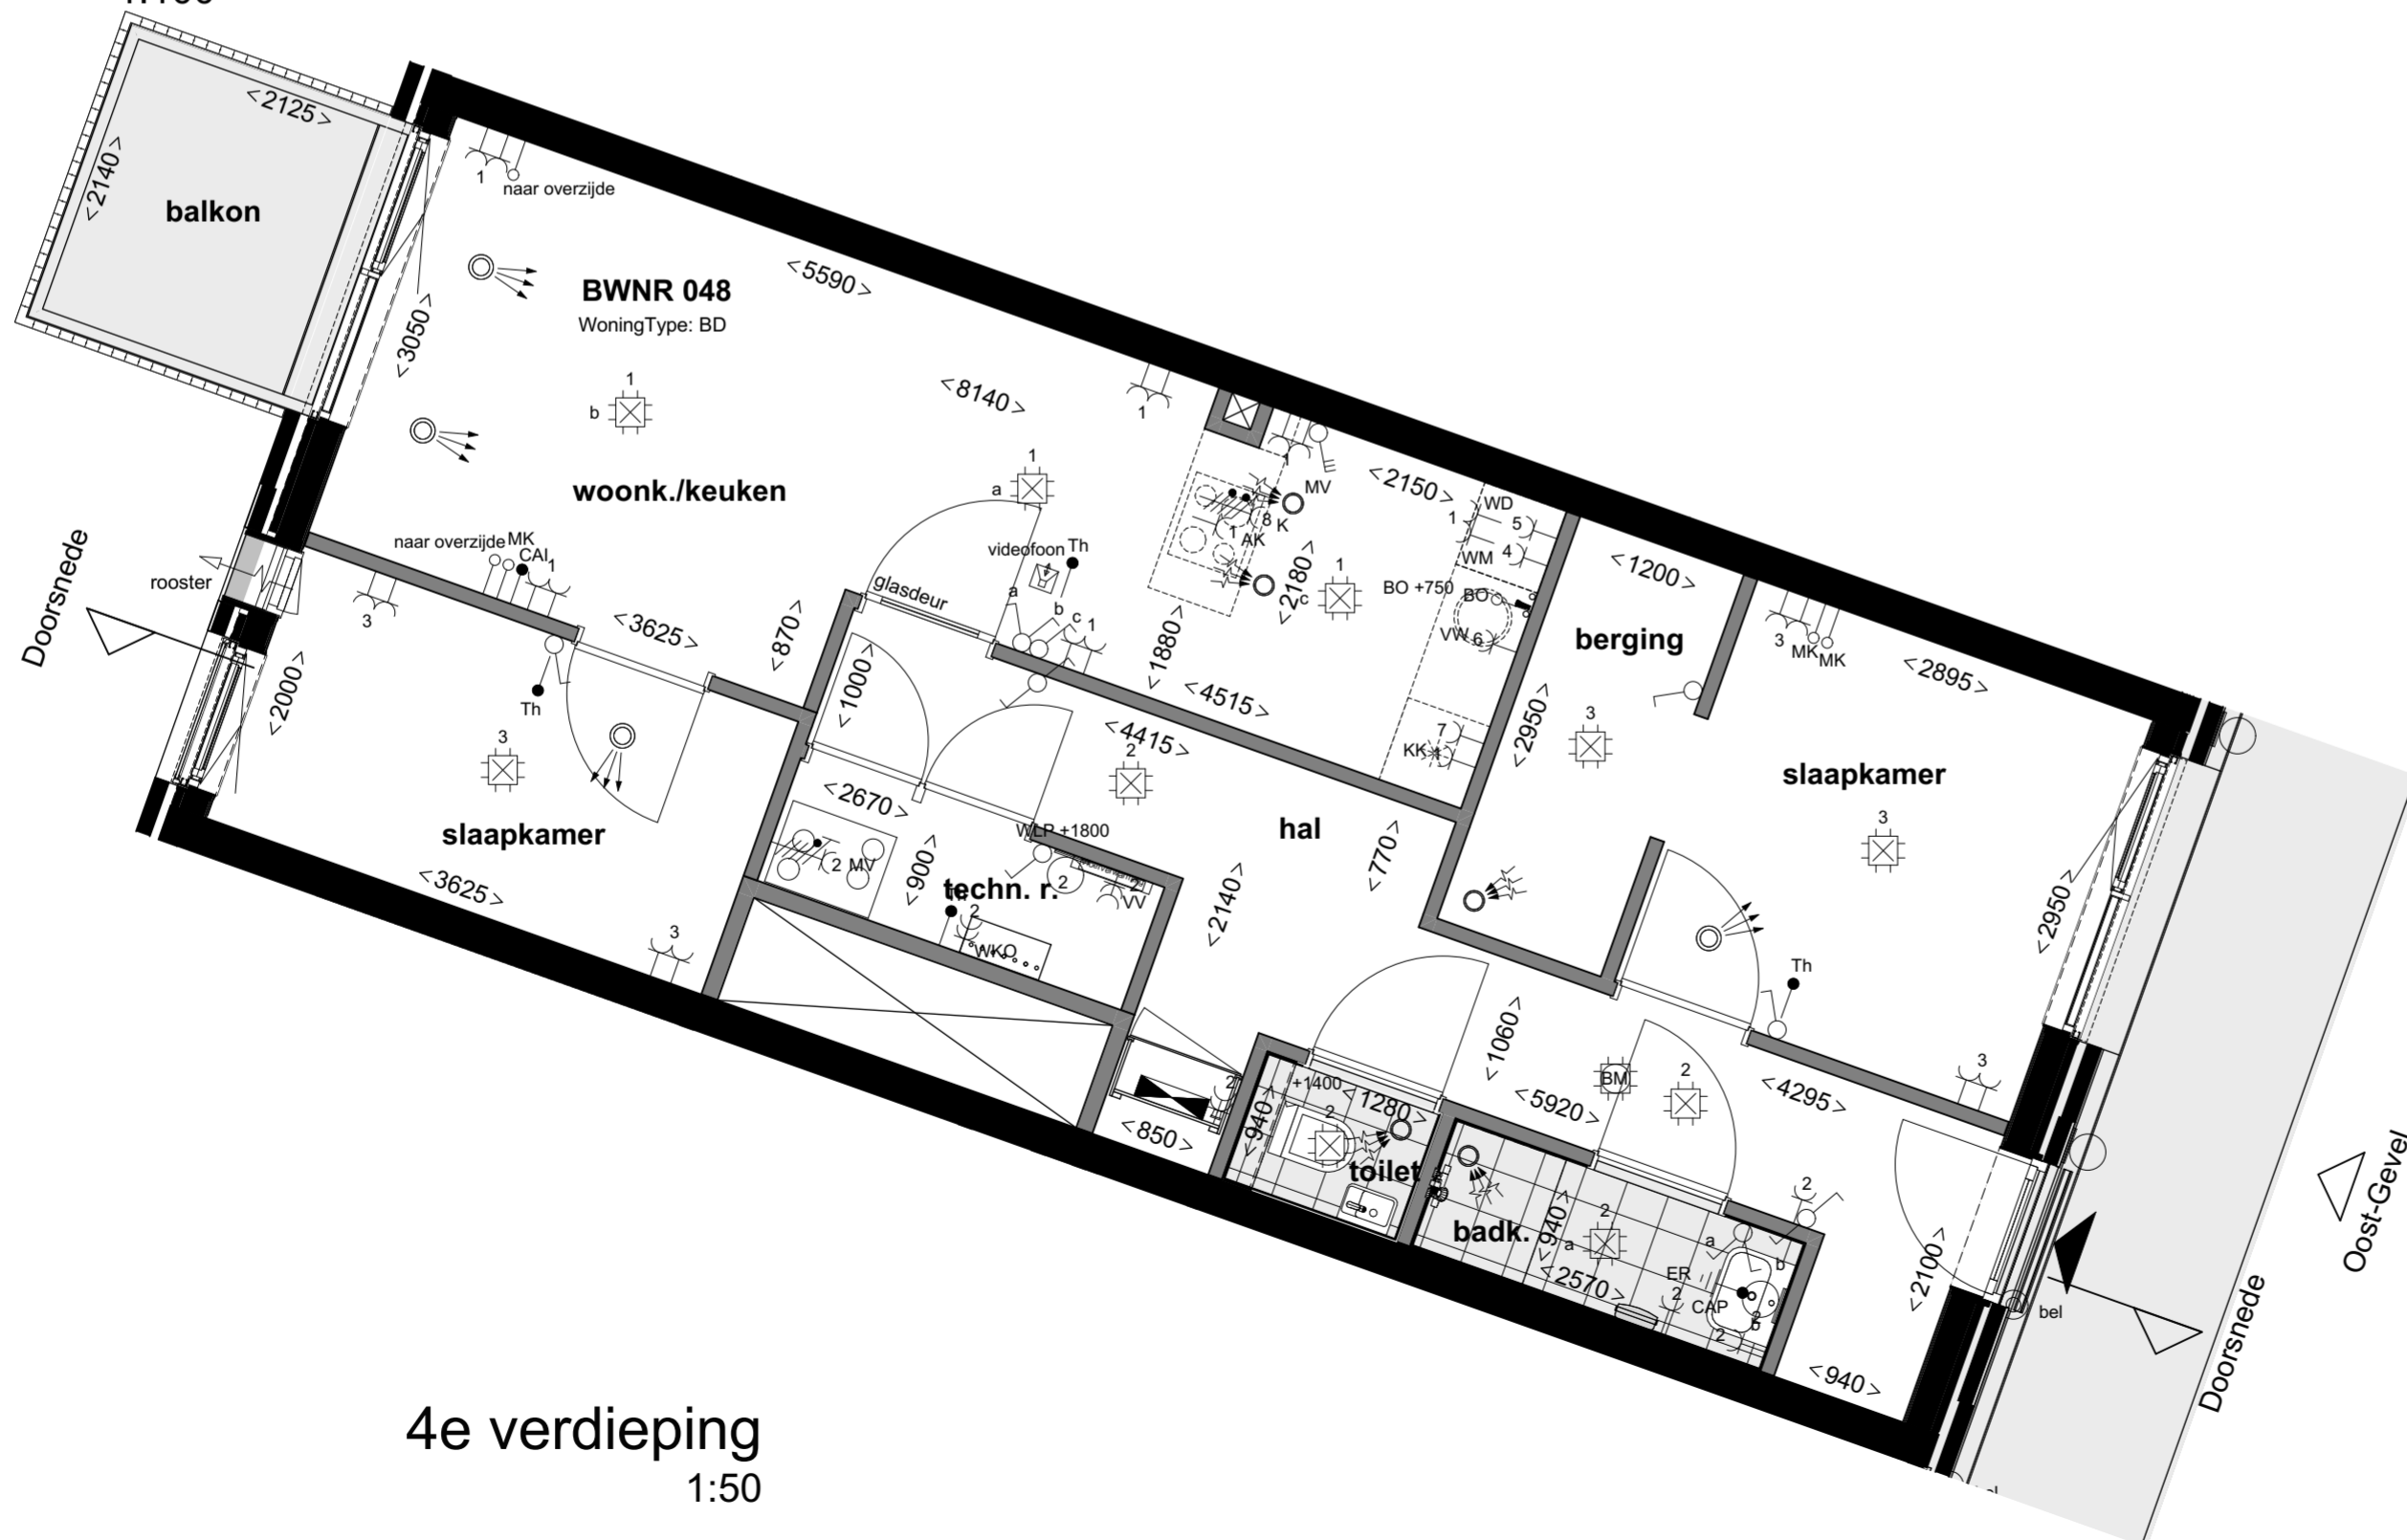 balkon
<2125>
<2140>
BWNR 048
WoningType: BD
1
naar overzijde
<5590>
<3050>
1
b
<8140>
1
woonk./keuken
1
a
naar overzijde
MK
CAI
1
rooster
Doorsnede
3
<2000>
<3625>
<870>
videofoon
Th
glasdeur
a
b
c
1
1
MV
8
K
1
AK
<2150>
WD
1
5
WM
4
<2180>
1
c
BO +750
BO
VW
6
<1880>
<4515>
7
KK
<1200>
berging
3
<2950>
3
MK
MK
<2895>
slaapkamer
3
<2950>
Th
3
Th
3
slaapkamer
<3625>
3
<1000>
<2670>
2
MV
<900>
WLP +1800
techn. r.
2
2
VV
2
WKO
<4415>
2
hal
<770>
<2140>
<850>
2
+1400
<1280>
<940>
2
toilet
<1060>
<5920>
BM
2
<4295>
badk.
<940>
2
a
<2570>
ER
2
CAP
a
b
2
b
2
2
<2100>
<940>
bel
Doorsnede
Oost-Gevel
4e verdieping
1:50